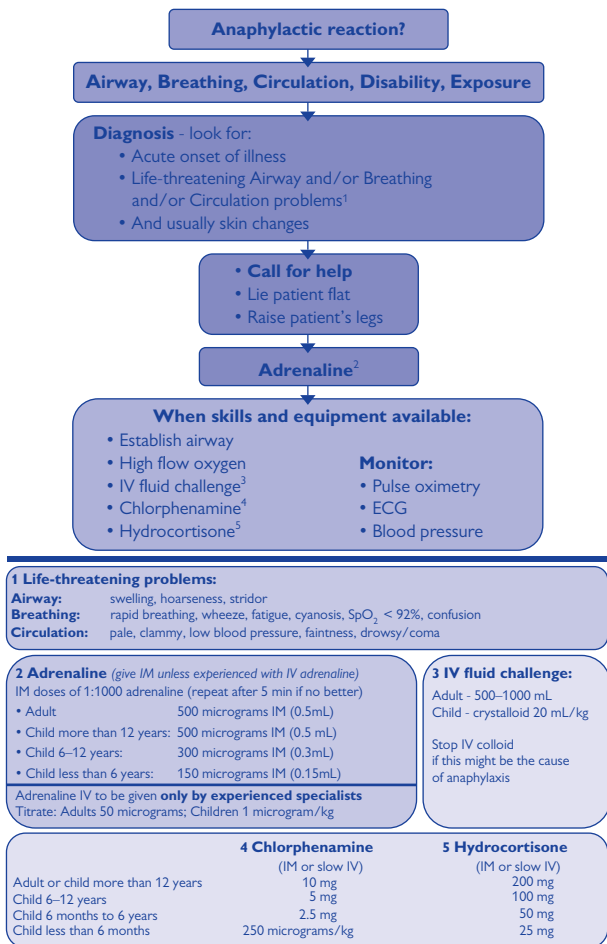 Anaphylactic reaction?
Airway, Breathing, Circulation, Disability, Exposure
Diagnosis - look for:
• Acute onset of illness
• Life-threatening Airway and/or Breathing
and/or Circulation problems¹
• And usually skin changes
• Call for help
• Lie patient flat
• Raise patient's legs
Adrenaline²
When skills and equipment available:
• Establish airway
• High flow oxygen
• IV fluid challenge³
• Chlorphenamine⁴
• Hydrocortisone⁵
Monitor:
• Pulse oximetry
• ECG
• Blood pressure
1 Life-threatening problems:
Airway: swelling, hoarseness, stridor
Breathing: rapid breathing, wheeze, fatigue, cyanosis, SpO₂ < 92%, confusion
Circulation: pale, clammy, low blood pressure, faintness, drowsy/coma
2 Adrenaline (give IM unless experienced with IV adrenaline)
IM doses of 1:1000 adrenaline (repeat after 5 min if no better)
• Adult 500 micrograms IM (0.5mL)
• Child more than 12 years: 500 micrograms IM (0.5 mL)
• Child 6–12 years: 300 micrograms IM (0.3mL)
• Child less than 6 years: 150 micrograms IM (0.15mL)
Adrenaline IV to be given only by experienced specialists
Titrate: Adults 50 micrograms; Children 1 microgram/kg
3 IV fluid challenge:
Adult - 500–1000 mL
Child - crystalloid 20 mL/kg
Stop IV colloid
if this might be the cause
of anaphylaxis
4 Chlorphenamine 5 Hydrocortisone
(IM or slow IV) (IM or slow IV)
Adult or child more than 12 years 10 mg 200 mg
Child 6–12 years 5 mg 100 mg
Child 6 months to 6 years 2.5 mg 50 mg
Child less than 6 months 250 micrograms/kg 25 mg